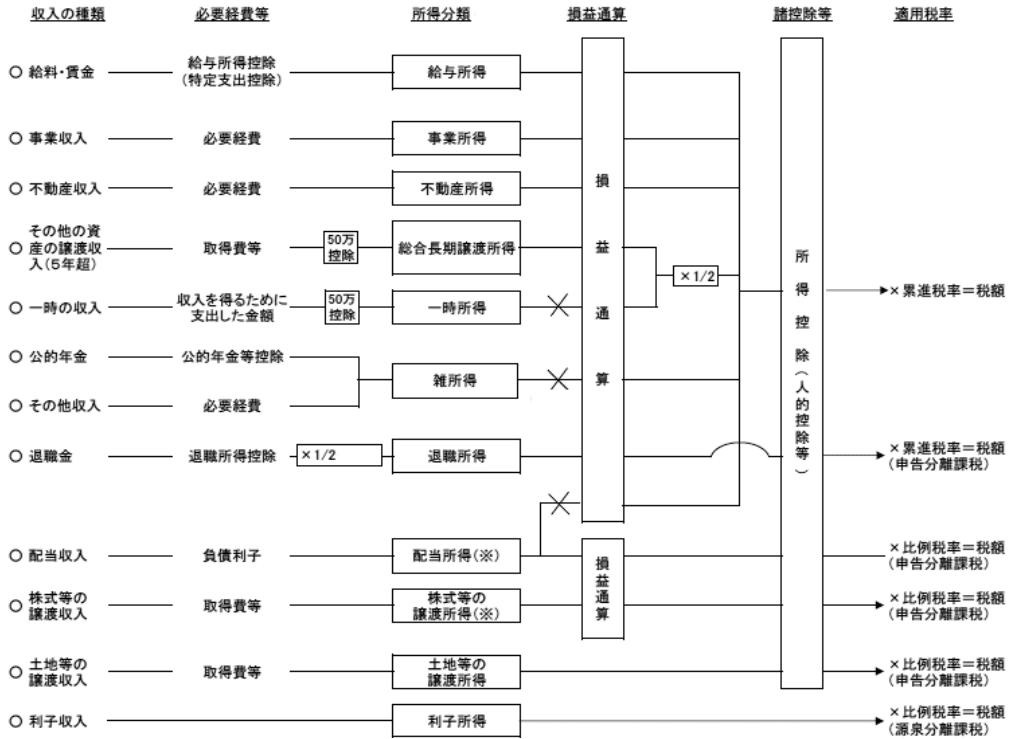 収入の種類 必要経費等 所得分類 損益通算 諸控除等 適用税率
○ 給料・賃金 給与所得控除 給与所得
(特定支出控除)
○ 事業収入 必要経費 事業所得
○ 不動産収入 必要経費 不動産所得
その他の資
○ 産の譲渡収 取得費等 50万 総合長期譲渡所得
入(5年超) 控除
×1/2
○ 一時の収入 収入を得るために 50万 一時所得
支出した金額 控除
×累進税率=税額
○ 公的年金 公的年金等控除
雑所得
○ その他収入 必要経費
○ 退職金 退職所得控除 ×1/2 退職所得
×累進税率=税額
(申告分離課税)
損益通算
所得控除(人的控除等)
○ 配当収入 負債利子 配当所得(※)
×比例税率=税額
(申告分離課税)
損益通算
○ 株式等の 取得費等 株式等の
譲渡収入 譲渡所得(※)
×比例税率=税額
(申告分離課税)
○ 土地等の 取得費等 土地等の
譲渡収入 譲渡所得
×比例税率=税額
(申告分離課税)
○ 利子収入 利子所得
×比例税率=税額
(源泉分離課税)